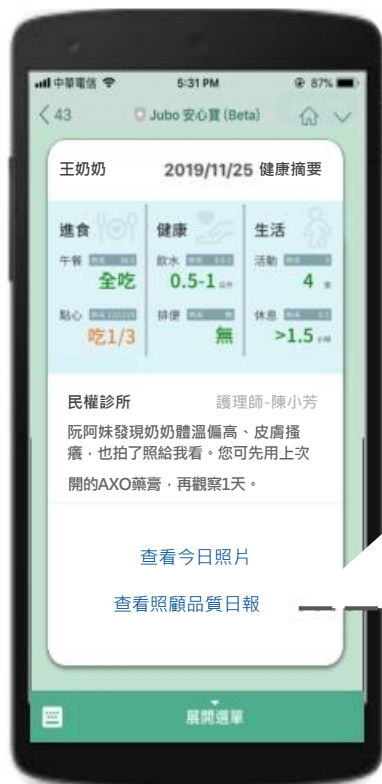 中華電信 5:31 PM 87%
43 Jubo 安心賞 (Beta)
王奶奶 2019/11/25 健康摘要
進食 健康 生活
午餐 飲水 活動
全吃 0.5-1 4
點心 排便 休息
吃1/3 無 >1.5
民權診所 護理師-陳小芳
阮阿妹發現奶奶體溫偏高、皮膚搔
癢，也拍了照給我看。您可先用上次
開的AXO藥膏，再觀察1天。
查看今日照片
查看照顧品質日報
展開選單